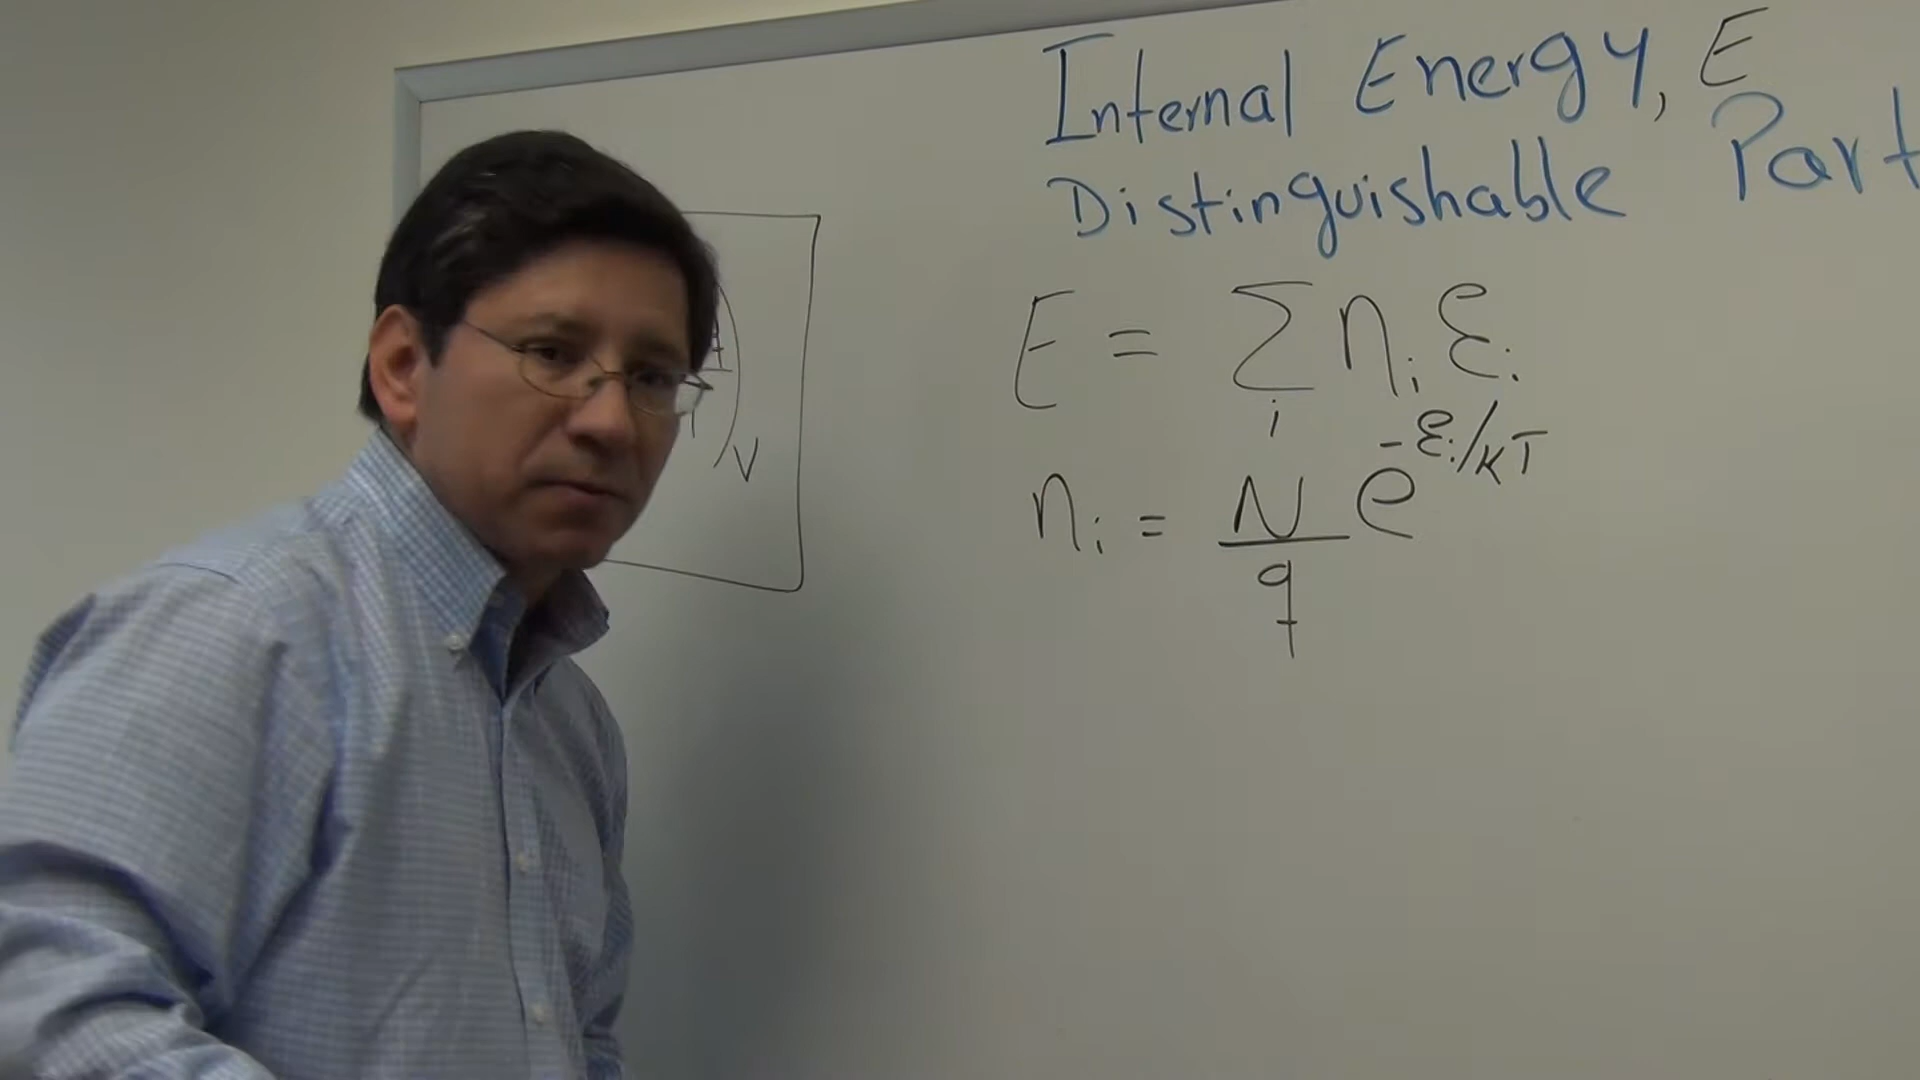 Internal Energy, E
Distinguishable Part
E = Σ nᵢ εᵢ
i
nᵢ = N e^(-εᵢ/kT)
q
V